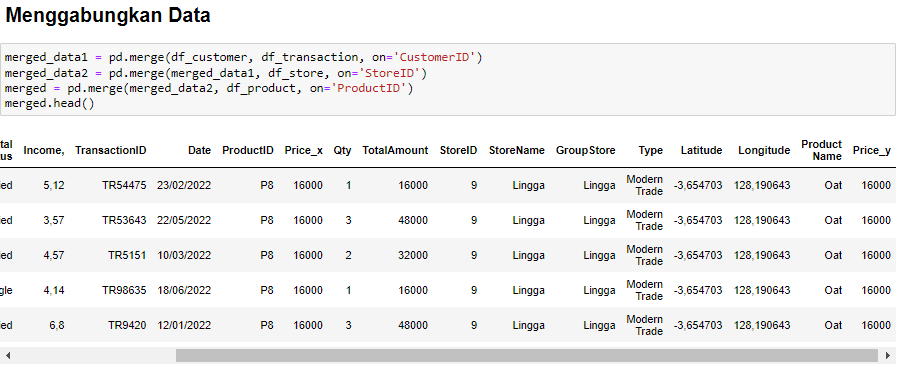 Menggabungkan Data
merged_data1 = pd.merge(df_customer, df_transaction, on='CustomerID')
merged_data2 = pd.merge(merged_data1, df_store, on='StoreID')
merged = pd.merge(merged_data2, df_product, on='ProductID')
merged.head()
tal tus Income, TransactionID Date ProductID Price_x Qty TotalAmount StoreID StoreName GroupStore Type Latitude Longitude Product Name Price_y
ied 5,12 TR54475 23/02/2022 P8 16000 1 16000 9 Lingga Lingga Modern Trade -3,654703 128,190643 Oat 16000
ied 3,57 TR53643 22/05/2022 P8 16000 3 48000 9 Lingga Lingga Modern Trade -3,654703 128,190643 Oat 16000
ied 4,57 TR5151 10/03/2022 P8 16000 2 32000 9 Lingga Lingga Modern Trade -3,654703 128,190643 Oat 16000
gle 4,14 TR98635 18/06/2022 P8 16000 1 16000 9 Lingga Lingga Modern Trade -3,654703 128,190643 Oat 16000
ied 6,8 TR9420 12/01/2022 P8 16000 3 48000 9 Lingga Lingga Modern Trade -3,654703 128,190643 Oat 16000